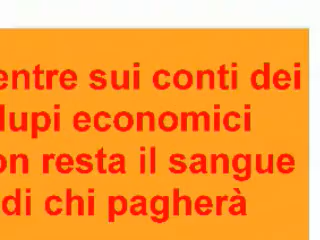 entre sui conti dei
lupi economici
on resta il sangue
di chi pagherà